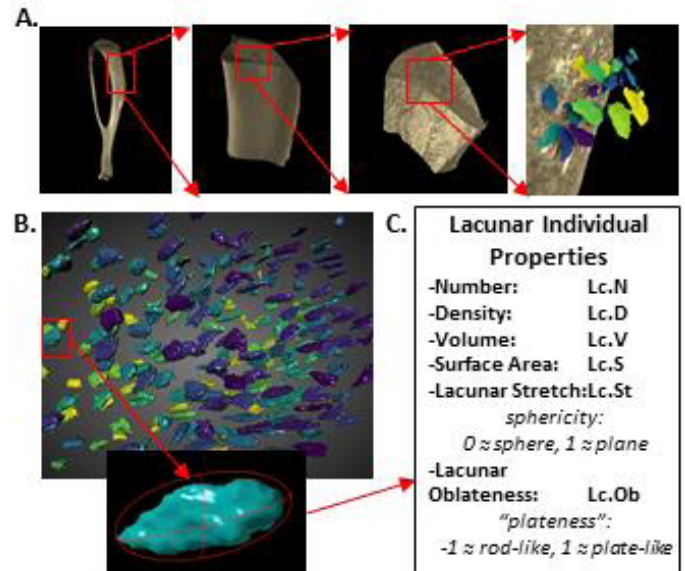 A.
B.
C.
Lacunar Individual
Properties
-Number: Lc.N
-Density: Lc.D
-Volume: Lc.V
-Surface Area: Lc.S
-Lacunar Stretch:Lc.St
sphericity:
0 ≈ sphere, 1 ≈ plane
-Lacunar
Oblateness: Lc.Ob
"plateness":
-1 ≈ rod-like, 1 ≈ plate-like